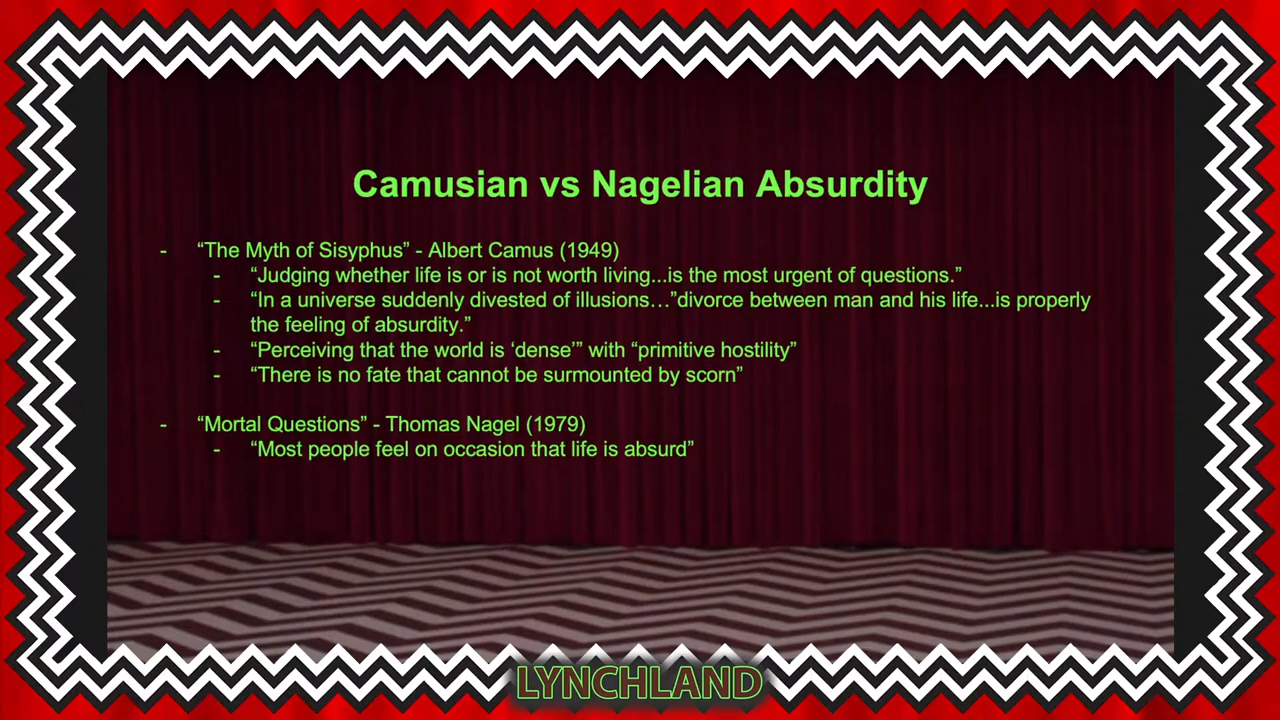 Camusian vs Nagelian Absurdity
- “The Myth of Sisyphus” - Albert Camus (1949)
- “Judging whether life is or is not worth living...is the most urgent of questions.”
- “In a universe suddenly divested of illusions…”divorce between man and his life...is properly
the feeling of absurdity.”
- “Perceiving that the world is ‘dense’” with “primitive hostility”
- “There is no fate that cannot be surmounted by scorn”
- “Mortal Questions” - Thomas Nagel (1979)
- “Most people feel on occasion that life is absurd”
LYNCHLAND